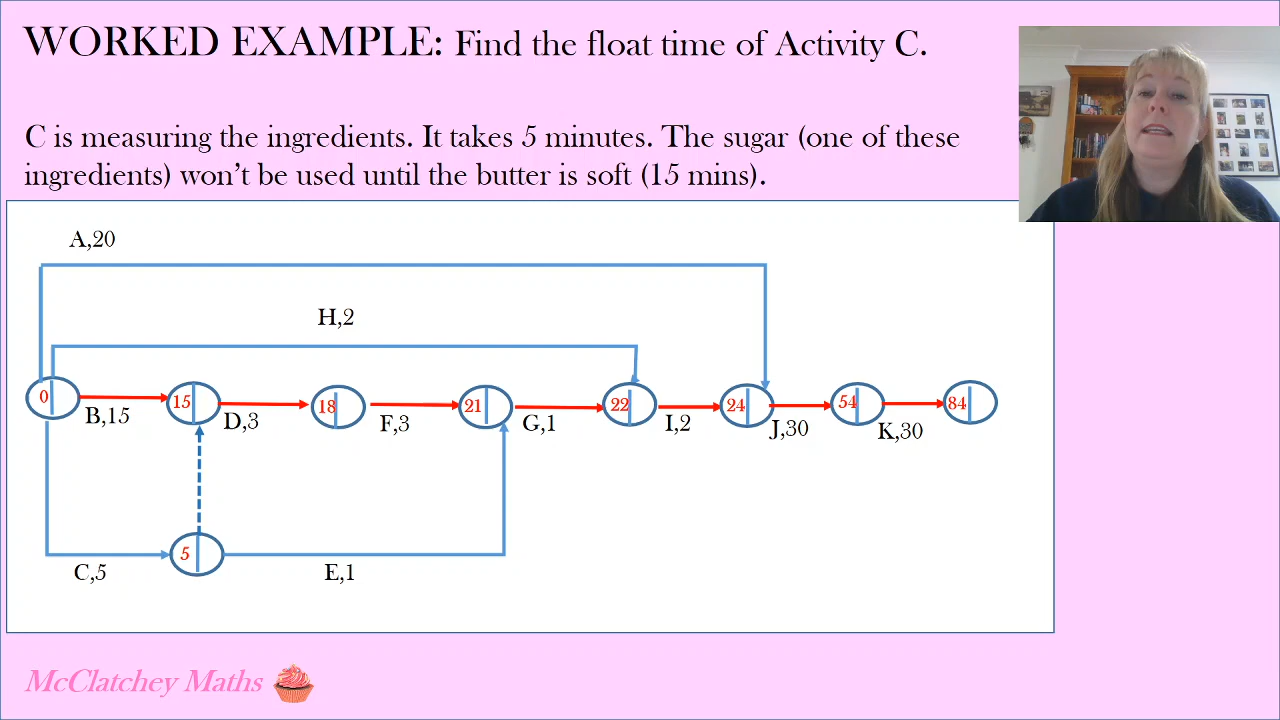 WORKED EXAMPLE: Find the float time of Activity C.
C is measuring the ingredients. It takes 5 minutes. The sugar (one of these
ingredients) won't be used until the butter is soft (15 mins).
A,20
H,2
0 15 18 21 22 24 54 84
B,15 D,3 F,3 G,1 I,2 J,30 K,30
5
C,5 E,1
McClatchey Maths